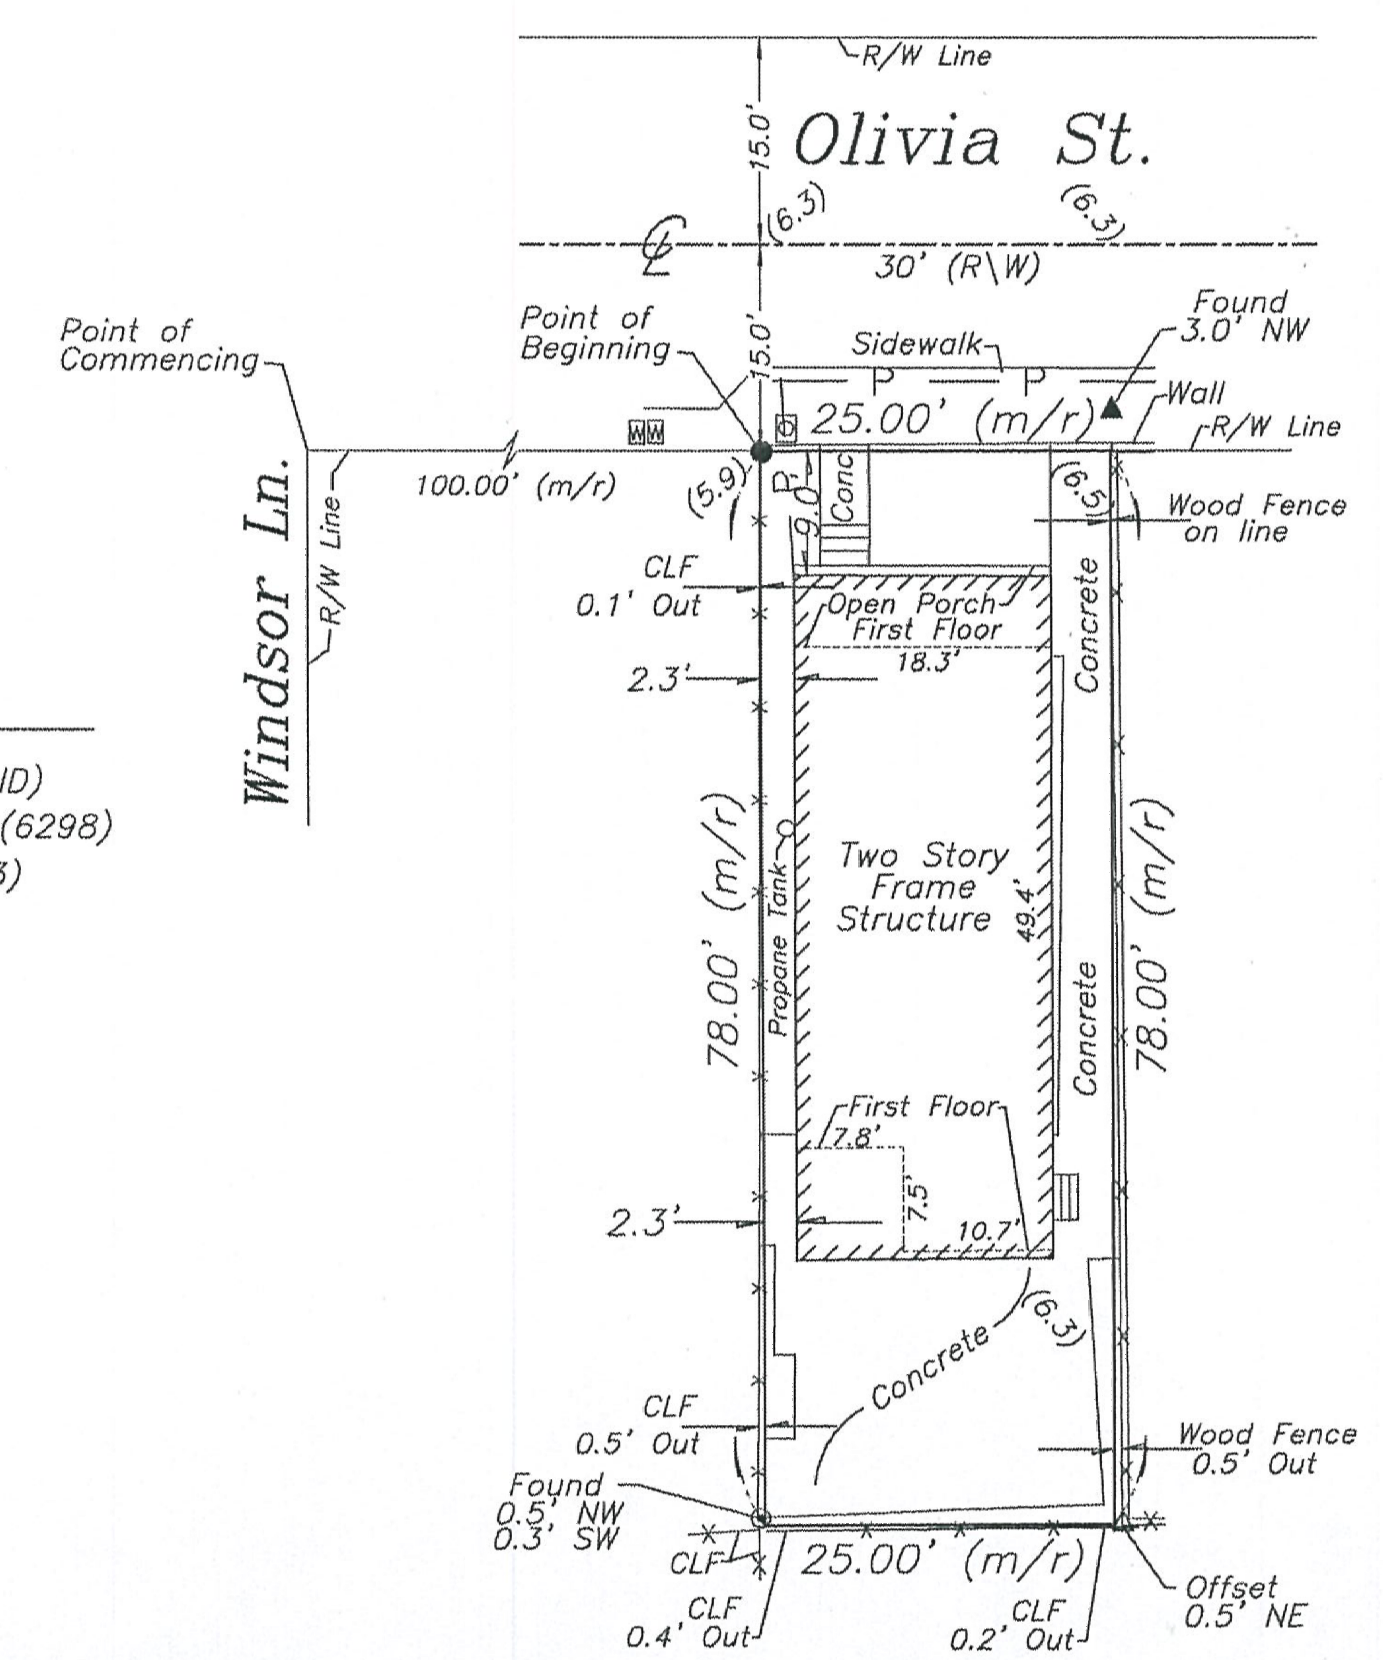 R/W Line
15.0'
Olivia St.
(6.3)
(6.3)
℄
30' (R\W)
Point of
Commencing
Point of
Beginning
15.0'
Sidewalk
Found
3.0' NW
P
P
Wall
25.00' (m/r)
R/W Line
W W
100.00' (m/r)
(5.9)
P
9.0'
Conc
(6.5)
Wood Fence
on line
Windsor Ln.
R/W Line
CLF
0.1' Out
Open Porch
First Floor
18.3'
Concrete
2.3'
ID)
(6298)
78.00' (m/r)
Propane Tank
Two Story
Frame
Structure
49.4'
Concrete
78.00' (m/r)
First Floor
7.8'
7.5'
10.7'
2.3'
(6.3)
Concrete
CLF
0.5' Out
Wood Fence
0.5' Out
Found
0.5' NW
0.3' SW
CLF
25.00' (m/r)
CLF
0.4' Out
CLF
0.2' Out
Offset
0.5' NE